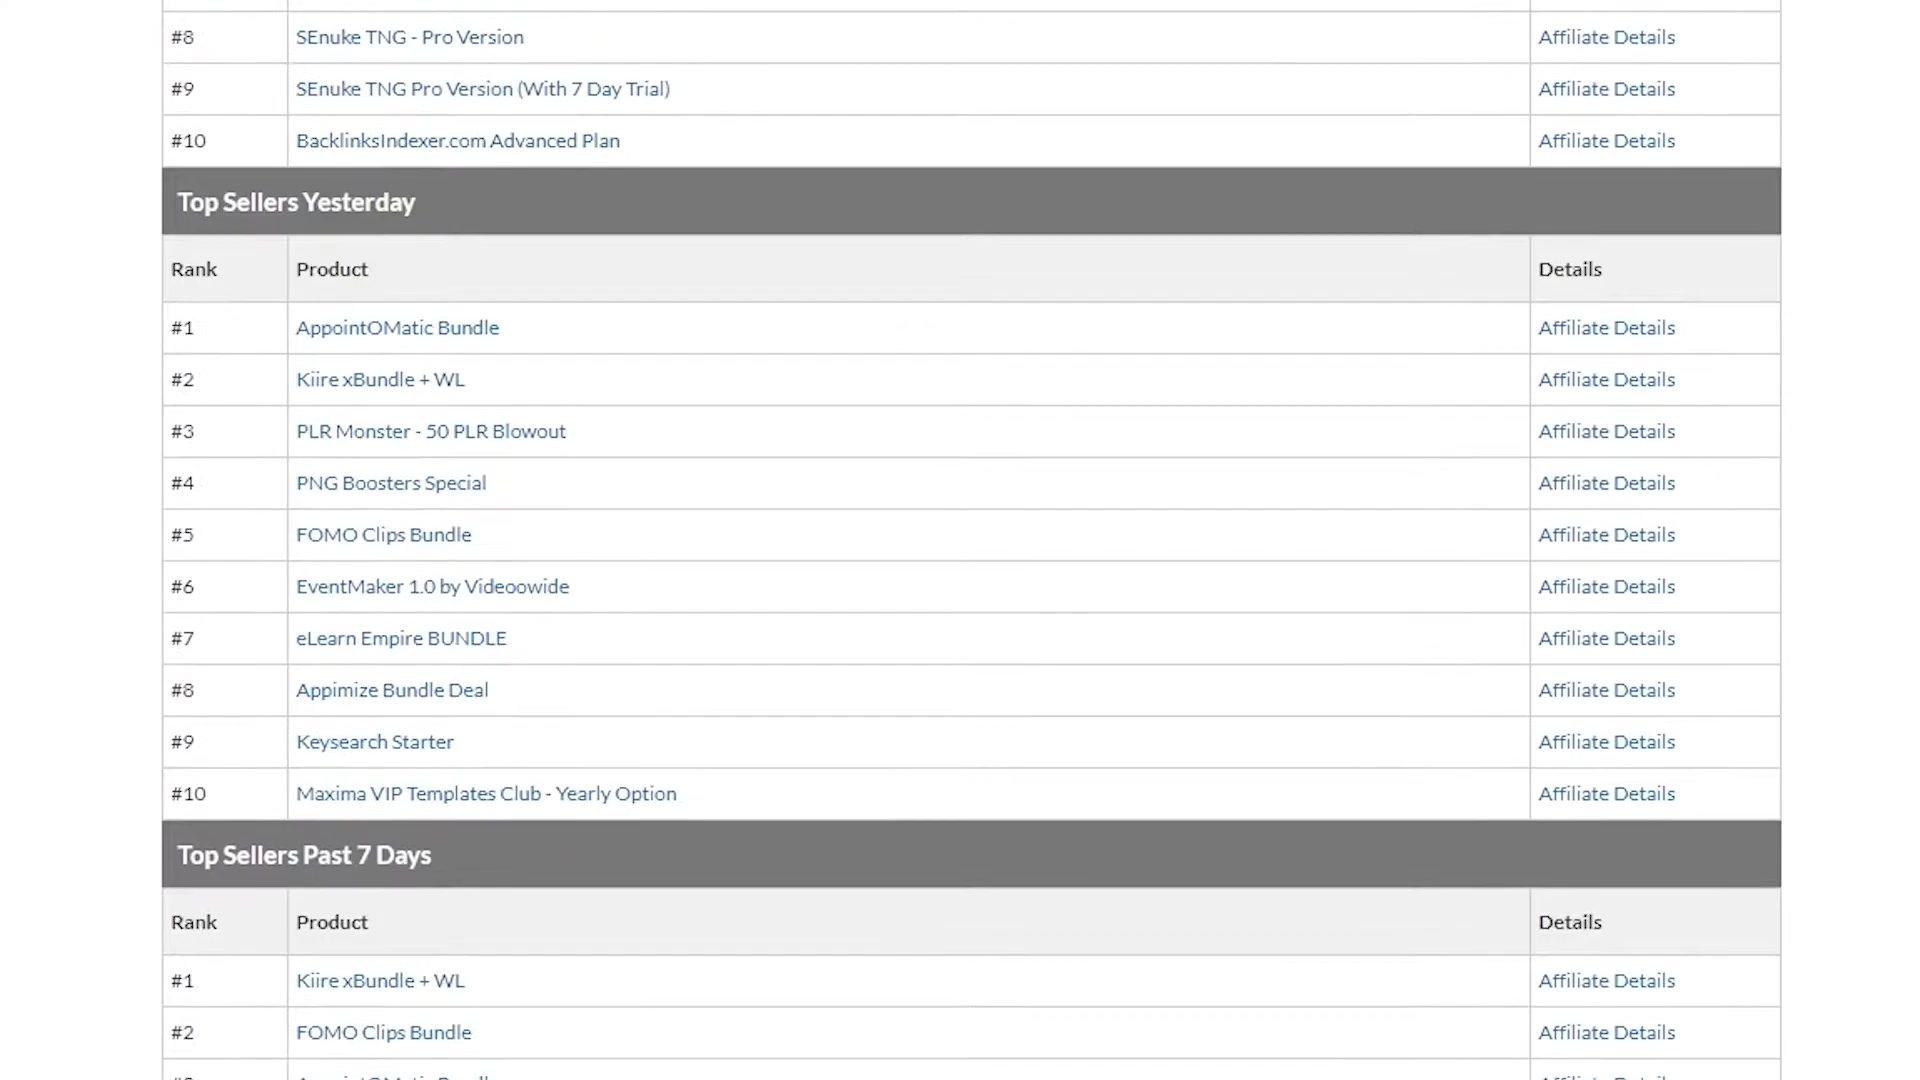 #8 SEnuke TNG - Pro Version Affiliate Details
#9 SEnuke TNG Pro Version (With 7 Day Trial) Affiliate Details
#10 BacklinksIndexer.com Advanced Plan Affiliate Details
Top Sellers Yesterday
Rank Product Details
#1 AppointOMatic Bundle Affiliate Details
#2 Kiire xBundle + WL Affiliate Details
#3 PLR Monster - 50 PLR Blowout Affiliate Details
#4 PNG Boosters Special Affiliate Details
#5 FOMO Clips Bundle Affiliate Details
#6 EventMaker 1.0 by Videoowide Affiliate Details
#7 eLearn Empire BUNDLE Affiliate Details
#8 Appimize Bundle Deal Affiliate Details
#9 Keysearch Starter Affiliate Details
#10 Maxima VIP Templates Club - Yearly Option Affiliate Details
Top Sellers Past 7 Days
Rank Product Details
#1 Kiire xBundle + WL Affiliate Details
#2 FOMO Clips Bundle Affiliate Details